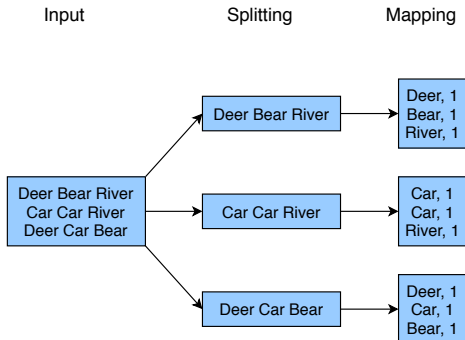 Input
Splitting
Mapping
Deer Bear River
Car Car River
Deer Car Bear
Deer Bear River
Car Car River
Deer Car Bear
Deer, 1
Bear, 1
River, 1
Car, 1
Car, 1
River, 1
Deer, 1
Car, 1
Bear, 1